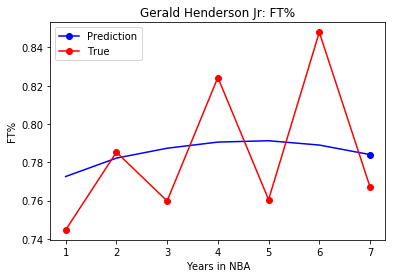 Gerald Henderson Jr: FT%
Prediction
True
FT%
0.84
0.82
0.80
0.78
0.76
0.74
1 2 3 4 5 6 7
Years in NBA